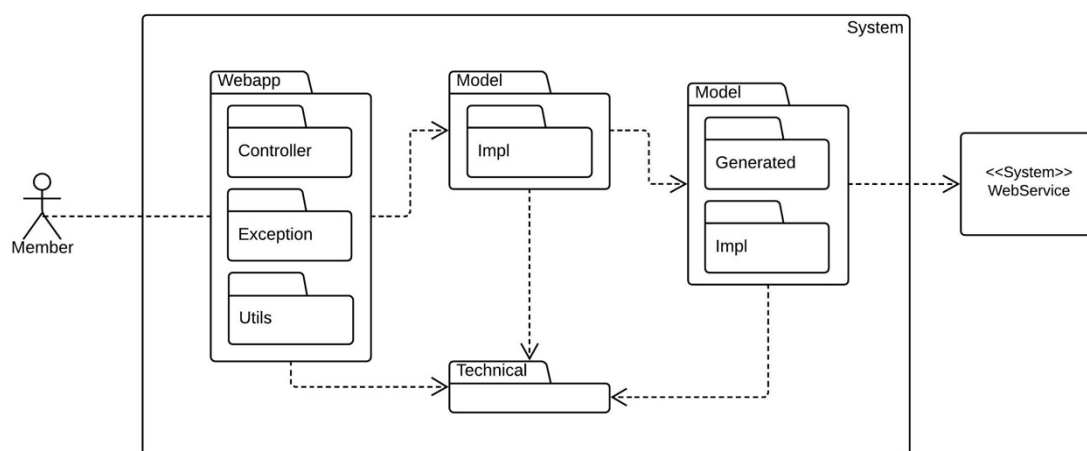 System
Webapp
Controller
Exception
Utils
Model
Impl
Model
Generated
Impl
Technical
Member
<<System>>
WebService